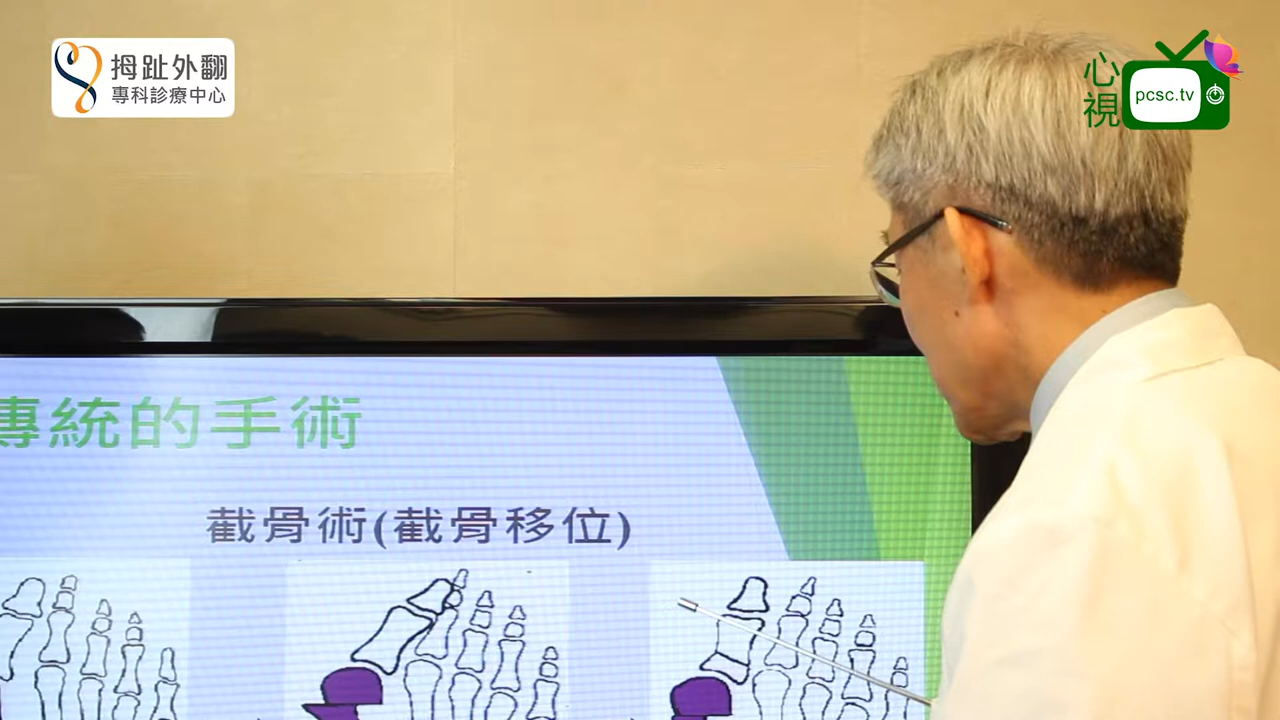 拇趾外翻
專科診療中心
心視
pcsc.tv
傳統的手術
截骨術(截骨移位)